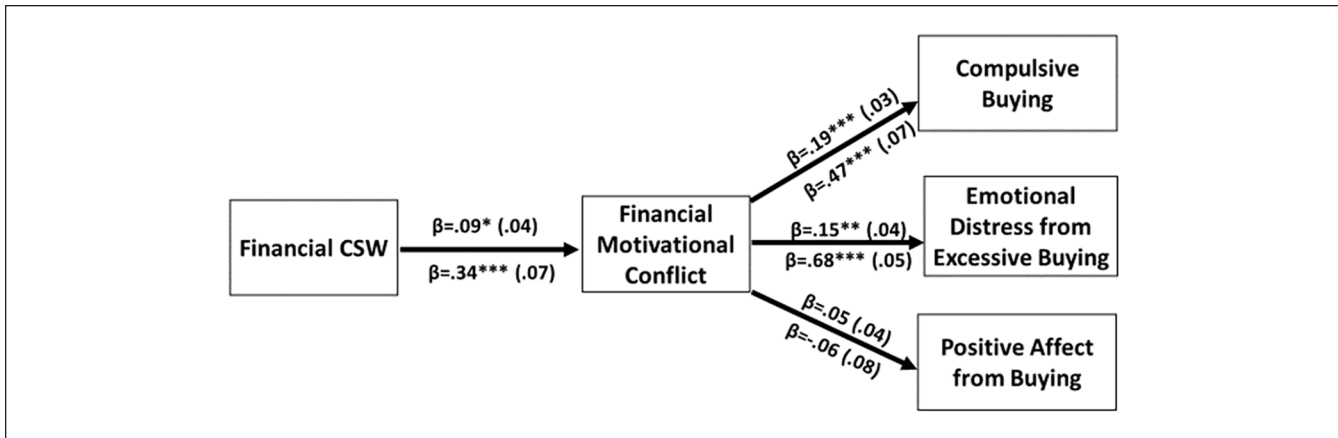 Financial CSW
β=.09* (.04)
β=.34*** (.07)
Financial
Motivational
Conflict
β=.19*** (.03)
β=.47*** (.07)
Compulsive
Buying
β=.15** (.04)
β=.68*** (.05)
Emotional
Distress from
Excessive Buying
β=.05 (.04)
β=-.06 (.08)
Positive Affect
from Buying